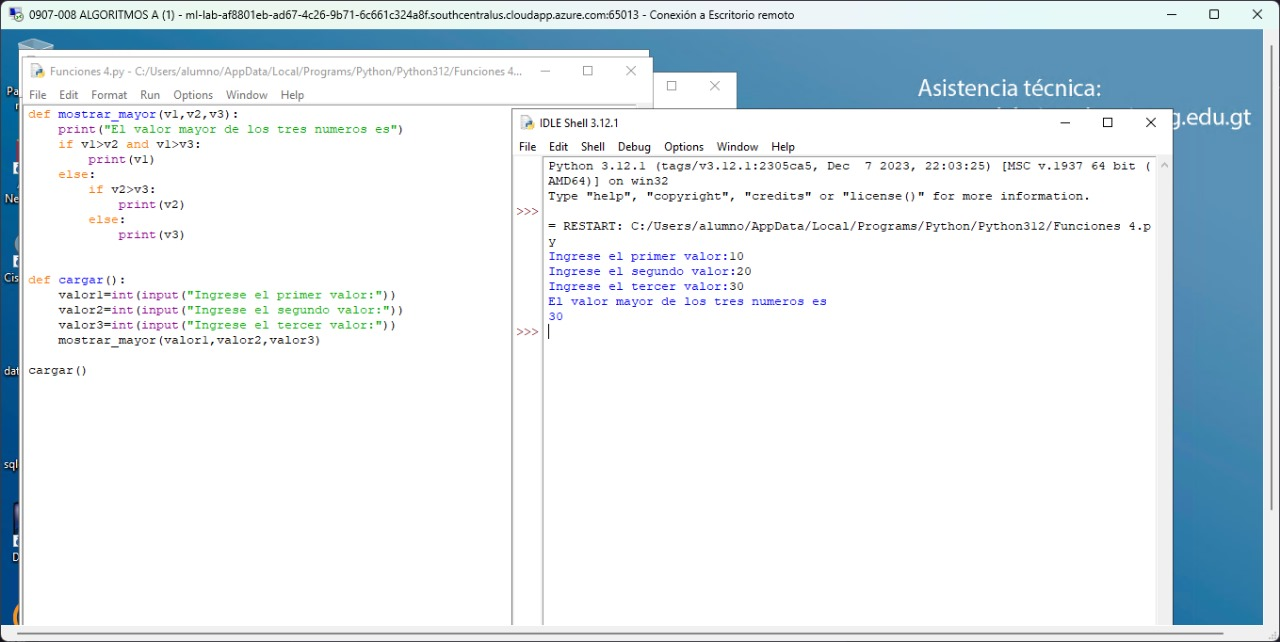 0907-008 ALGORITMOS A (1) - ml-lab-af8801eb-ad67-4c26-9b71-6c661c324a8f.southcentralus.cloudapp.azure.com:65013 - Conexión a Escritorio remoto
Asistencia técnica:
g.edu.gt
Funciones 4.py - C:/Users/alumno/AppData/Local/Programs/Python/Python312/Funciones 4...
File Edit Format Run Options Window Help
def mostrar_mayor(v1,v2,v3):
    print("El valor mayor de los tres numeros es")
    if v1>v2 and v1>v3:
        print(v1)
    else:
        if v2>v3:
            print(v2)
        else:
            print(v3)
def cargar():
    valor1=int(input("Ingrese el primer valor:"))
    valor2=int(input("Ingrese el segundo valor:"))
    valor3=int(input("Ingrese el tercer valor:"))
    mostrar_mayor(valor1,valor2,valor3)
cargar()
IDLE Shell 3.12.1
File Edit Shell Debug Options Window Help
Python 3.12.1 (tags/v3.12.1:2305ca5, Dec  7 2023, 22:03:25) [MSC v.1937 64 bit (
AMD64)] on win32
Type "help", "copyright", "credits" or "license()" for more information.
>>>
= RESTART: C:/Users/alumno/AppData/Local/Programs/Python/Python312/Funciones 4.p
y
Ingrese el primer valor:10
Ingrese el segundo valor:20
Ingrese el tercer valor:30
El valor mayor de los tres numeros es
30
>>>
Pa
Ne
Cis
dat
sql
D